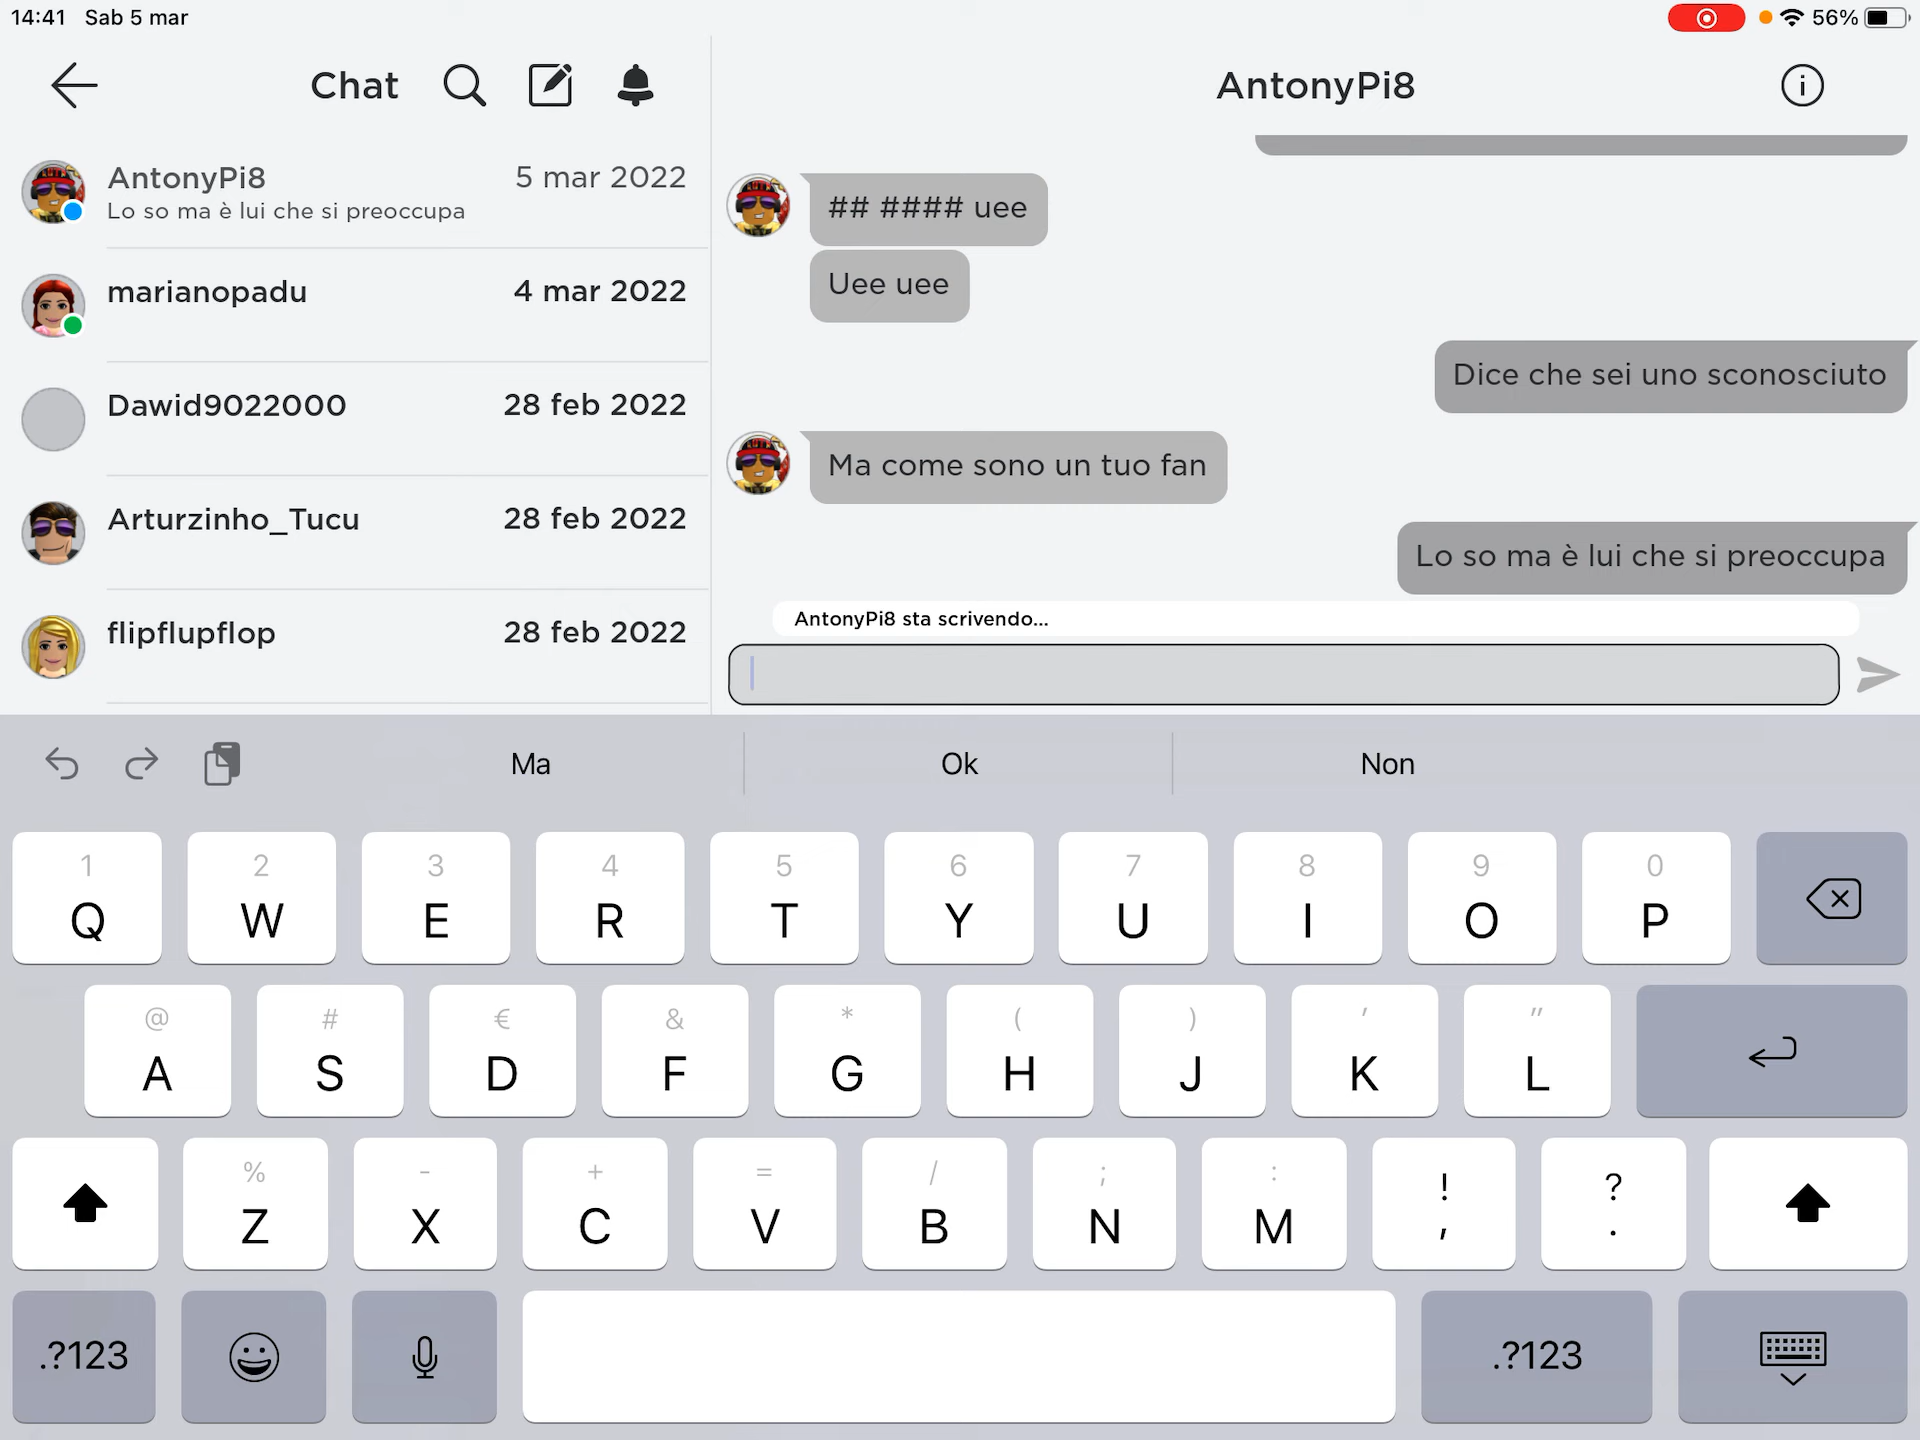 14:41 Sab 5 mar
56%
Chat
AntonyPi8
AntonyPi8 5 mar 2022
Lo so ma è lui che si preoccupa
marianopadu 4 mar 2022
Dawid9022000 28 feb 2022
Arturzinho_Tucu 28 feb 2022
flipflupflop 28 feb 2022
## #### uee
Uee uee
Dice che sei uno sconosciuto
Ma come sono un tuo fan
Lo so ma è lui che si preoccupa
AntonyPi8 sta scrivendo...
Ma Ok Non
1 2 3 4 5 6 7 8 9 0
Q W E R T Y U I O P
@ # € & * ( ) ' "
A S D F G H J K L
% - + = / ; : ! ?
Z X C V B N M , .
.?123 .?123